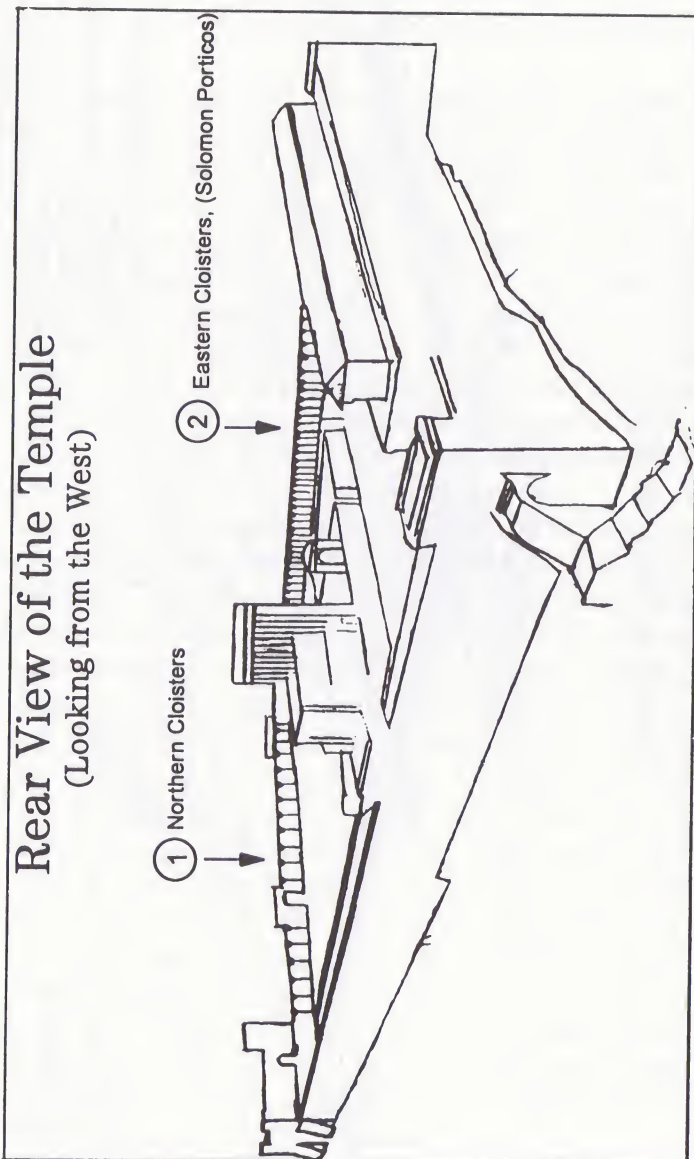 Rear View of the Temple
(Looking from the West)
1 Northern Cloisters
2 Eastern Cloisters, (Solomon Porticos)